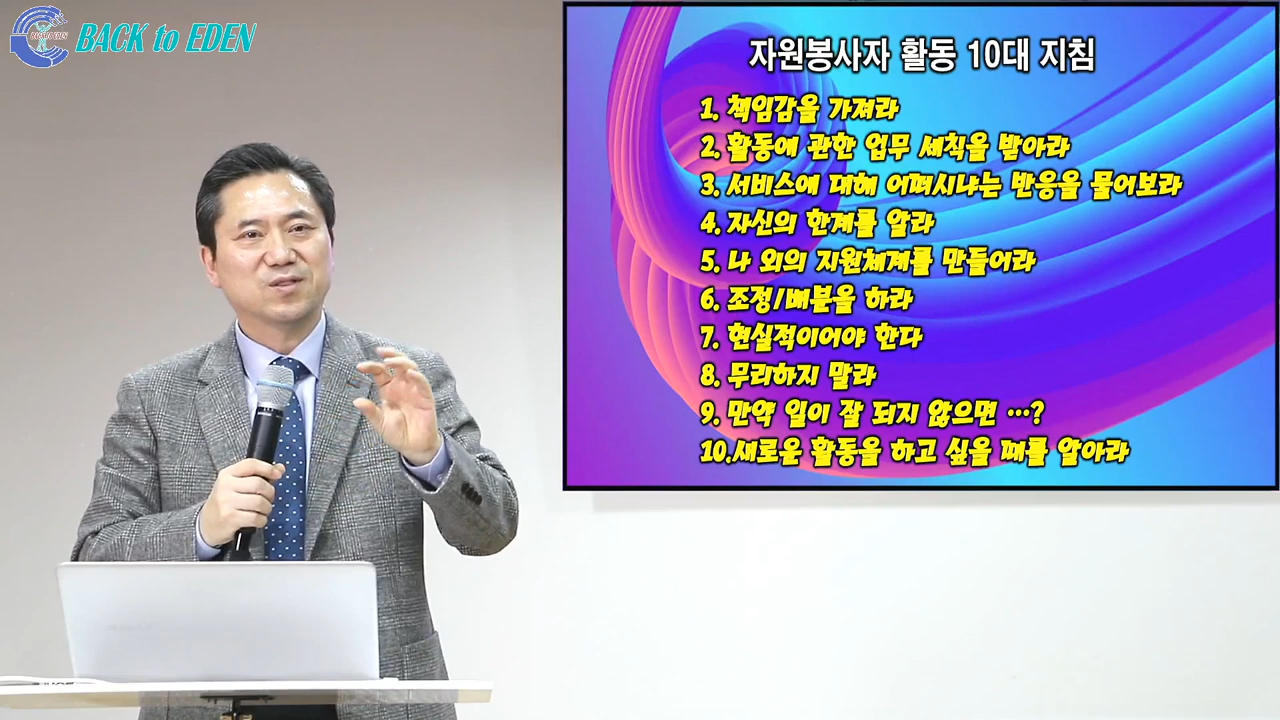 BACK to EDEN
자원봉사자 활동 10대 지침
1. 책임감을 가져라
2. 활동에 관한 업무 세칙을 받아라
3. 서비스에 대해 어떠시냐는 반응을 물어보라
4. 자신의 한계를 알라
5. 나 외의 지원체계를 만들어라
6. 조정/배분을 하라
7. 현실적이어야 한다
8. 무리하지 말라
9. 만약 일이 잘 되지 않으면 …?
10.새로운 활동을 하고 싶을 때를 알아라